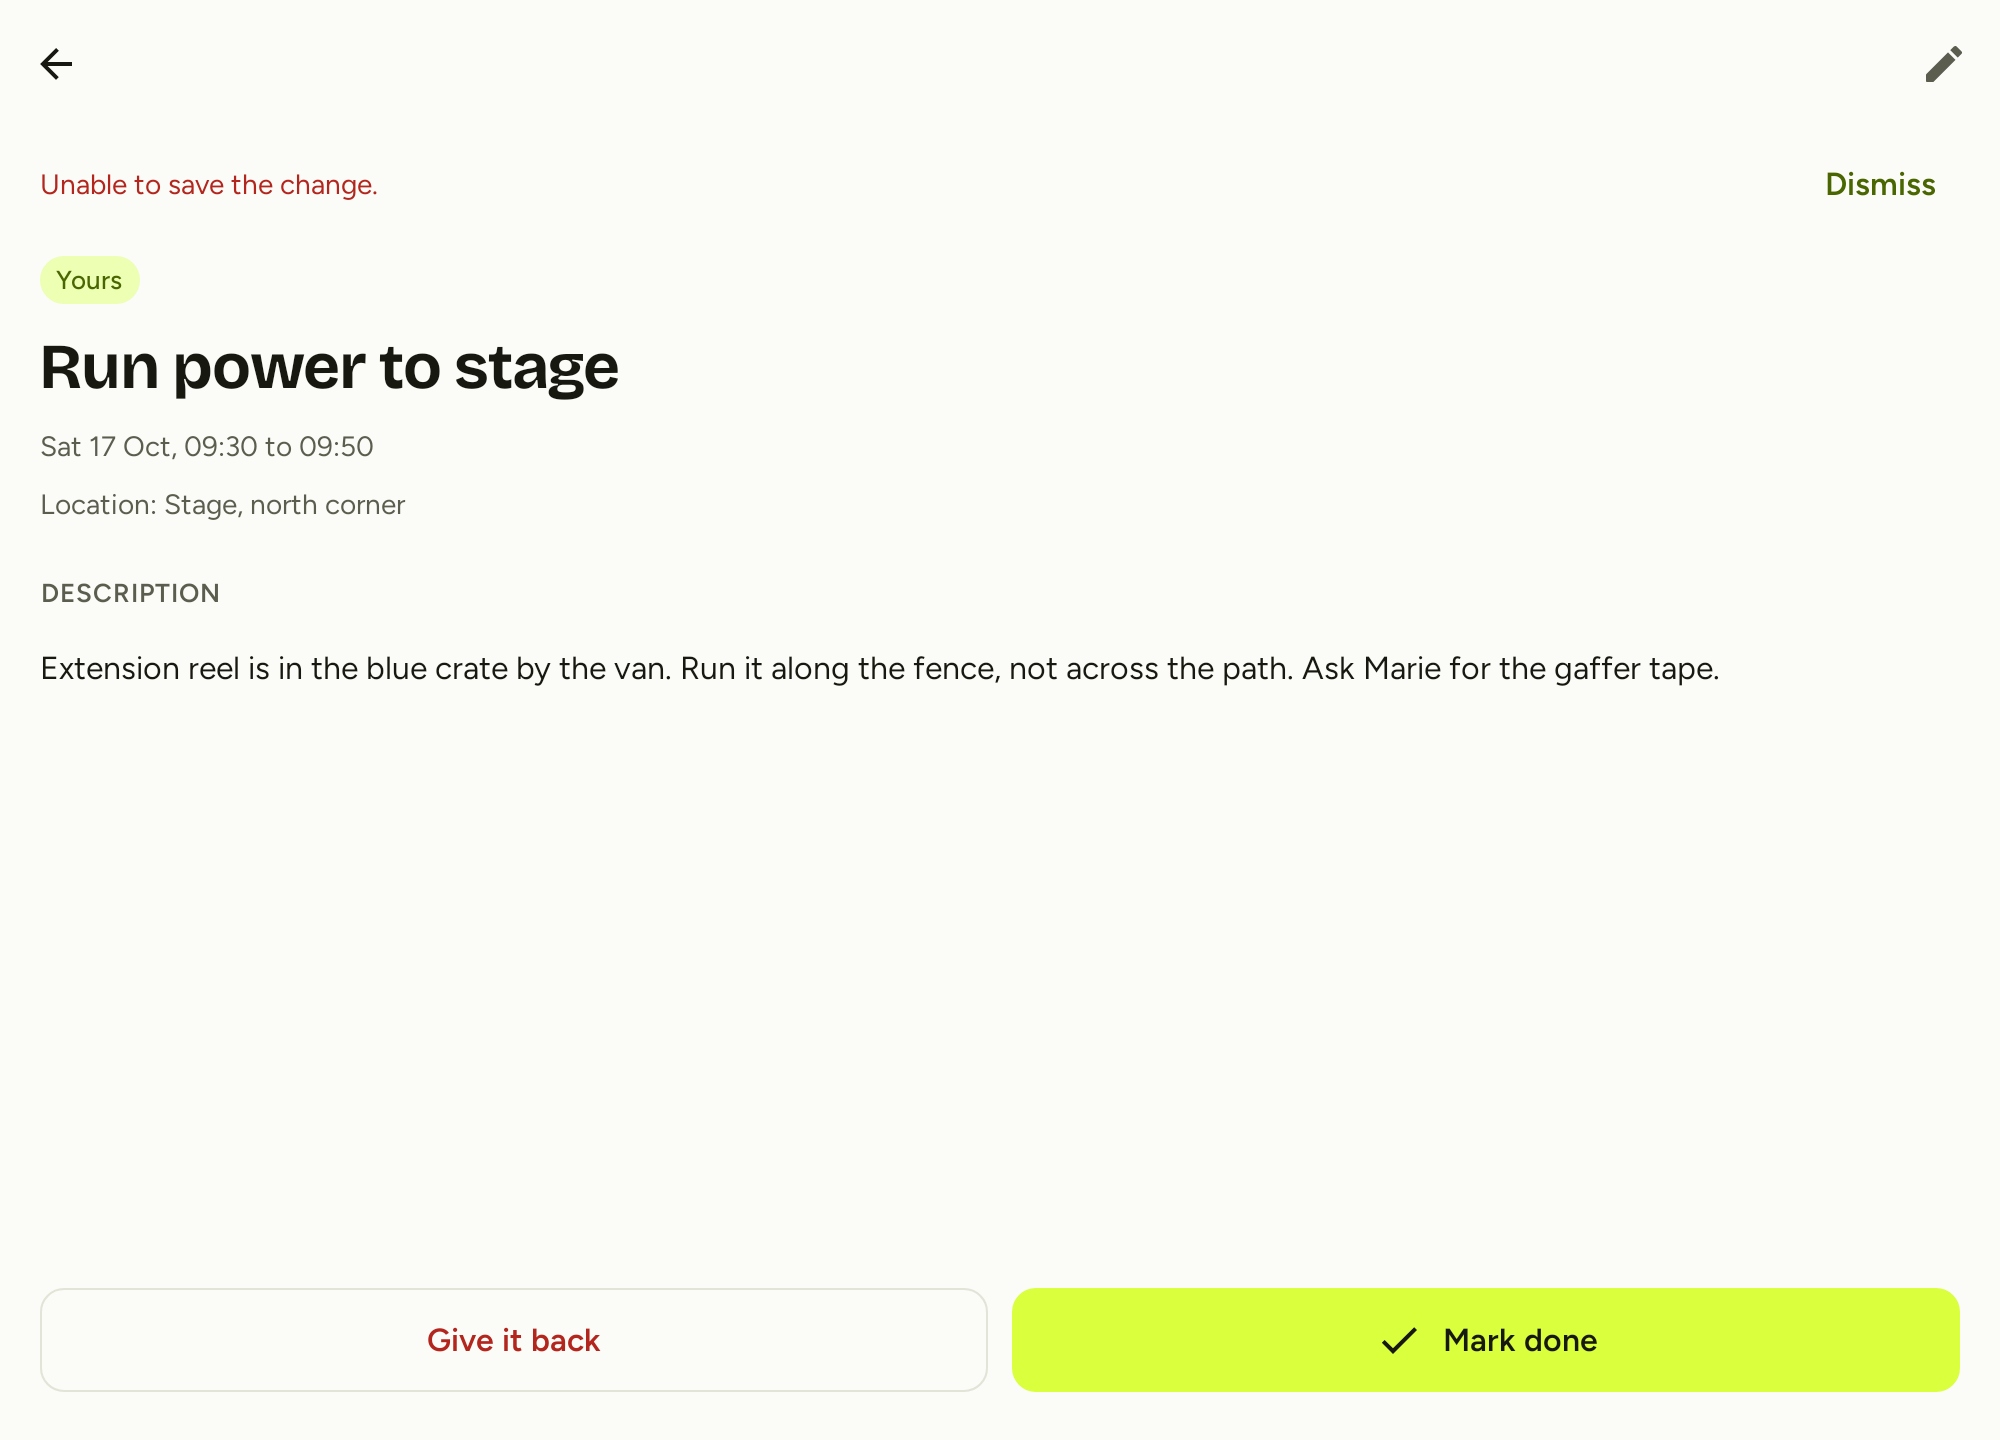 Unable to save the change.
Dismiss
Yours
Run power to stage
Sat 17 Oct, 09:30 to 09:50
Location: Stage, north corner
DESCRIPTION
Extension reel is in the blue crate by the van. Run it along the fence, not across the path. Ask Marie for the gaffer tape.
Give it back
Mark done